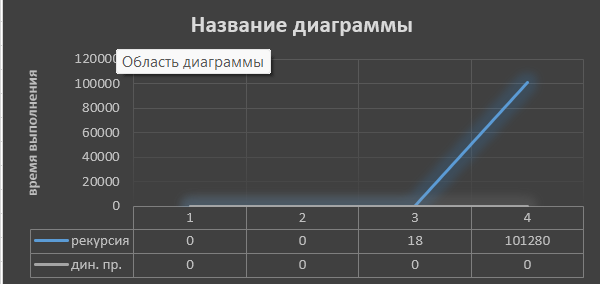 Название диаграммы
Область диаграммы
время выполнения
120000
100000
80000
60000
40000
20000
0
1 2 3 4
рекурсия 0 0 18 101280
дин. пр. 0 0 0 0